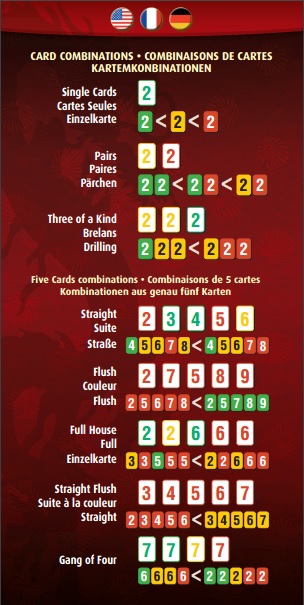 CARD COMBINATIONS • COMBINAISONS DE CARTES
KARTEMKONBINATIONEN
Single Cards
Cartes Seules
Einzelkarte
2
2 < 2 < 2
Pairs
Paires
Pärchen
2 2
2 2 < 2 2 < 2 2
Three of a Kind
Brelans
Drilling
2 2 2
2 2 2 < 2 2 2
Five Cards combinations • Combinaisons de 5 cartes
Kombinationen aus genau fünf Karten
Straight
Suite
Straße
2 3 4 5 6
4 5 6 7 8 < 4 5 6 7 8
Flush
Couleur
Flush
2 7 5 8 9
2 5 6 7 8 < 2 5 7 8 9
Full House
Full
Einzelkarte
2 2 6 6 6
3 3 5 5 5 < 2 2 6 6 6
Straight Flush
Suite à la couleur
Straight
3 4 5 6 7
2 3 4 5 6 < 3 4 5 6 7
Gang of Four
7 7 7 7
6 6 6 6 < 2 2 2 2 2